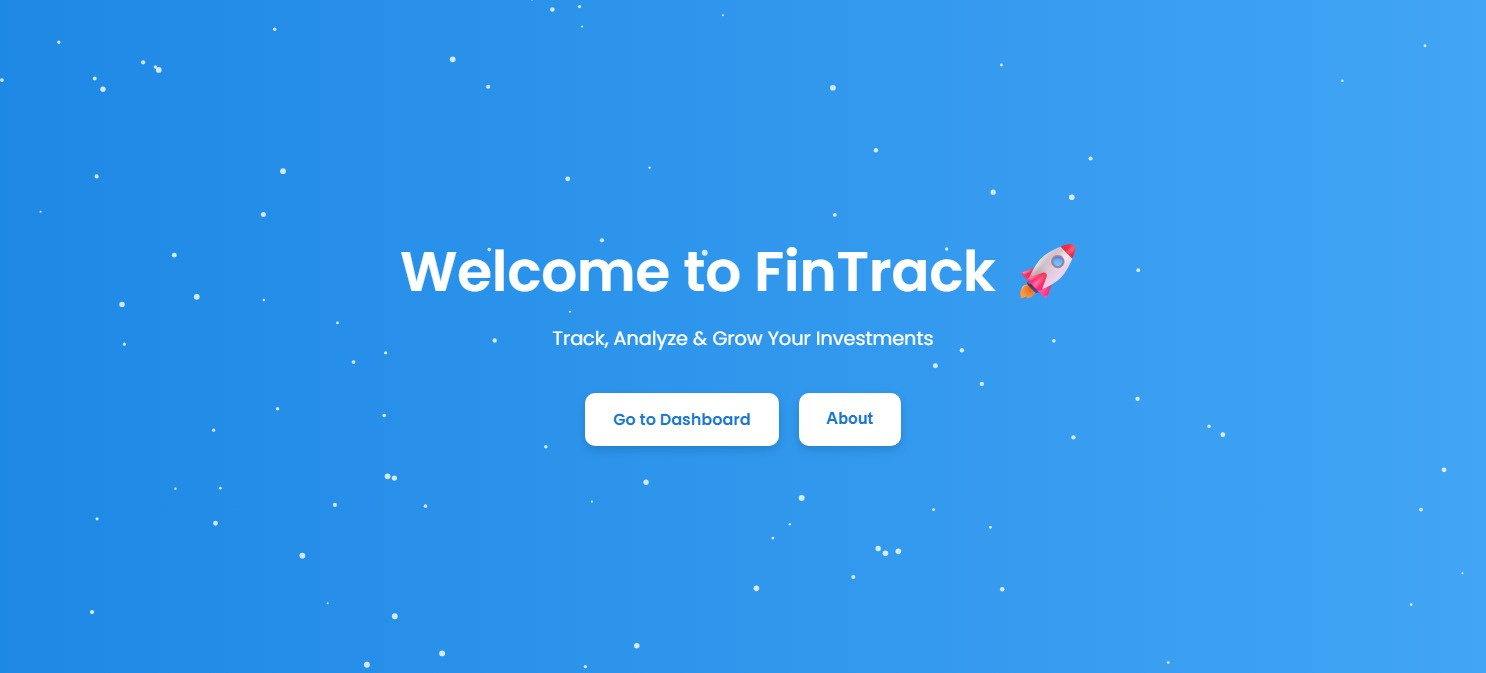 Welcome to FinTrack 🚀
Track, Analyze & Grow Your Investments
Go to Dashboard
About